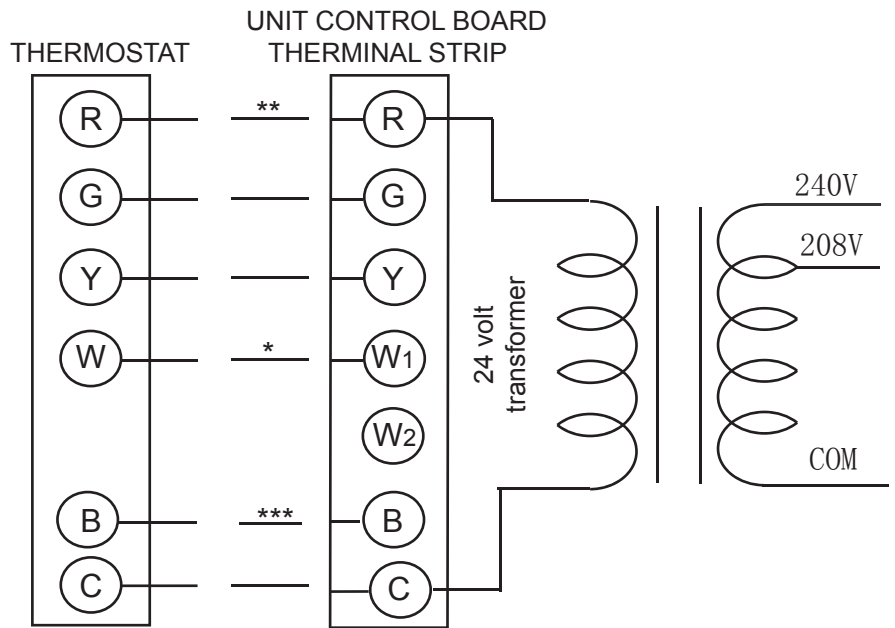 UNIT CONTROL BOARD
THERMOSTAT THERMINAL STRIP
R ** R
G G 240V
208V
Y Y
24 volt
transformer
W * W1
W2
COM
B *** B
C C